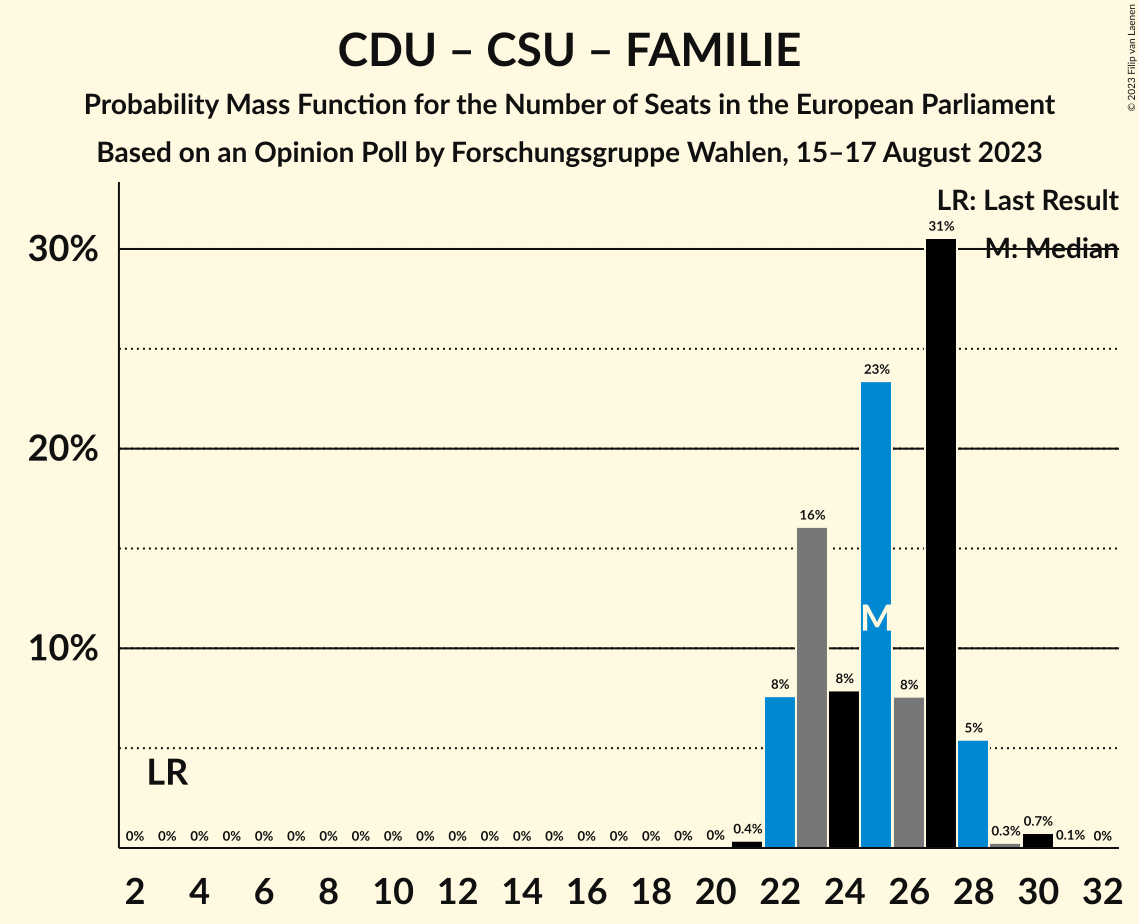 CDU – CSU – FAMILIE
Probability Mass Function for the Number of Seats in the European Parliament
Based on an Opinion Poll by Forschungsgruppe Wahlen, 15–17 August 2023
© 2023 Filip van Laenen
LR: Last Result
M: Median
30%
20%
10%
LR
M
0% 0% 0% 0% 0% 0% 0% 0% 0% 0% 0% 0% 0% 0% 0% 0% 0% 0% 0% 0.4% 8% 16% 8% 23% 8% 31% 5% 0.3% 0.7% 0.1% 0%
2 4 6 8 10 12 14 16 18 20 22 24 26 28 30 32